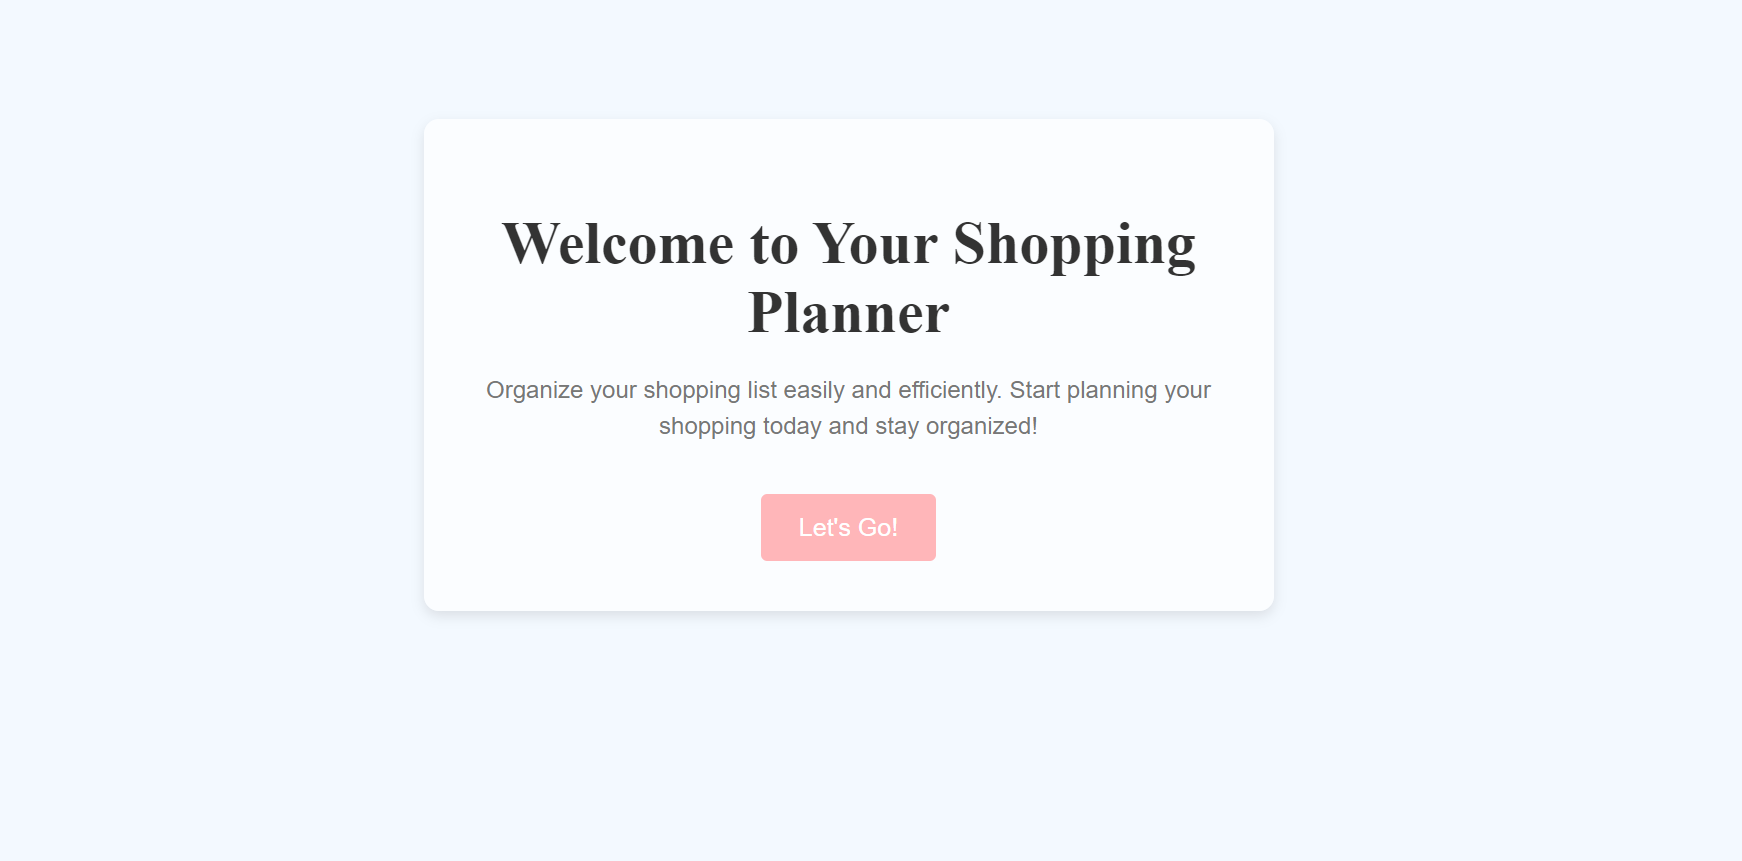 Welcome to Your Shopping
Planner
Organize your shopping list easily and efficiently. Start planning your
shopping today and stay organized!
Let's Go!